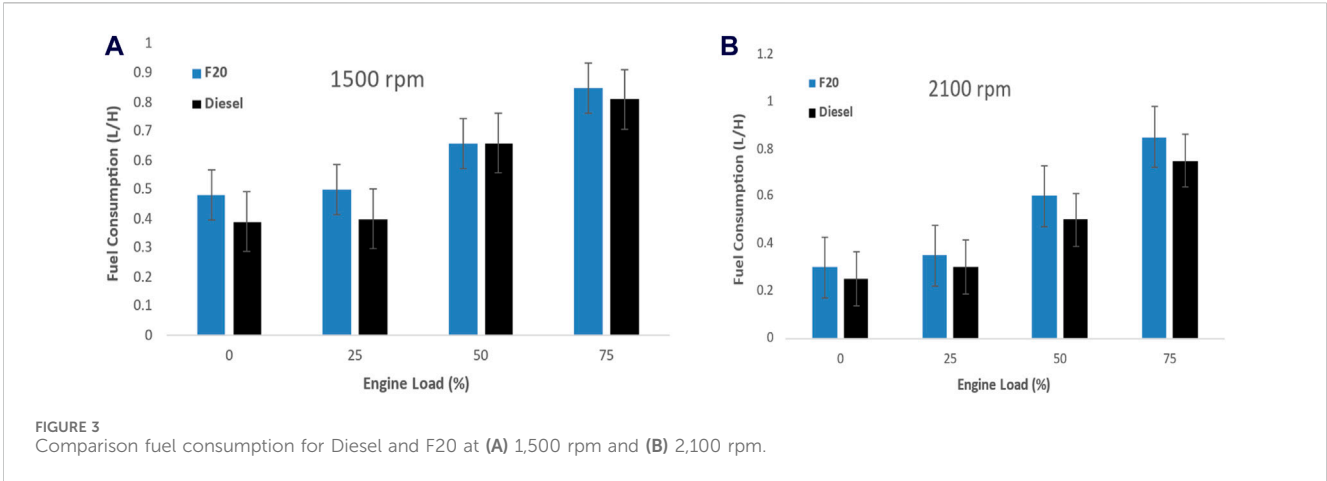 A
1500 rpm
F20
Diesel
Fuel Consumption (L/H)
1
0.9
0.8
0.7
0.6
0.5
0.4
0.3
0.2
0.1
0
0 25 50 75
Engine Load (%)
B
2100 rpm
F20
Diesel
Fuel Consumption (L/H)
1.2
1
0.8
0.6
0.4
0.2
0
0 25 50 75
Engine Load (%)
FIGURE 3
Comparison fuel consumption for Diesel and F20 at (A) 1,500 rpm and (B) 2,100 rpm.